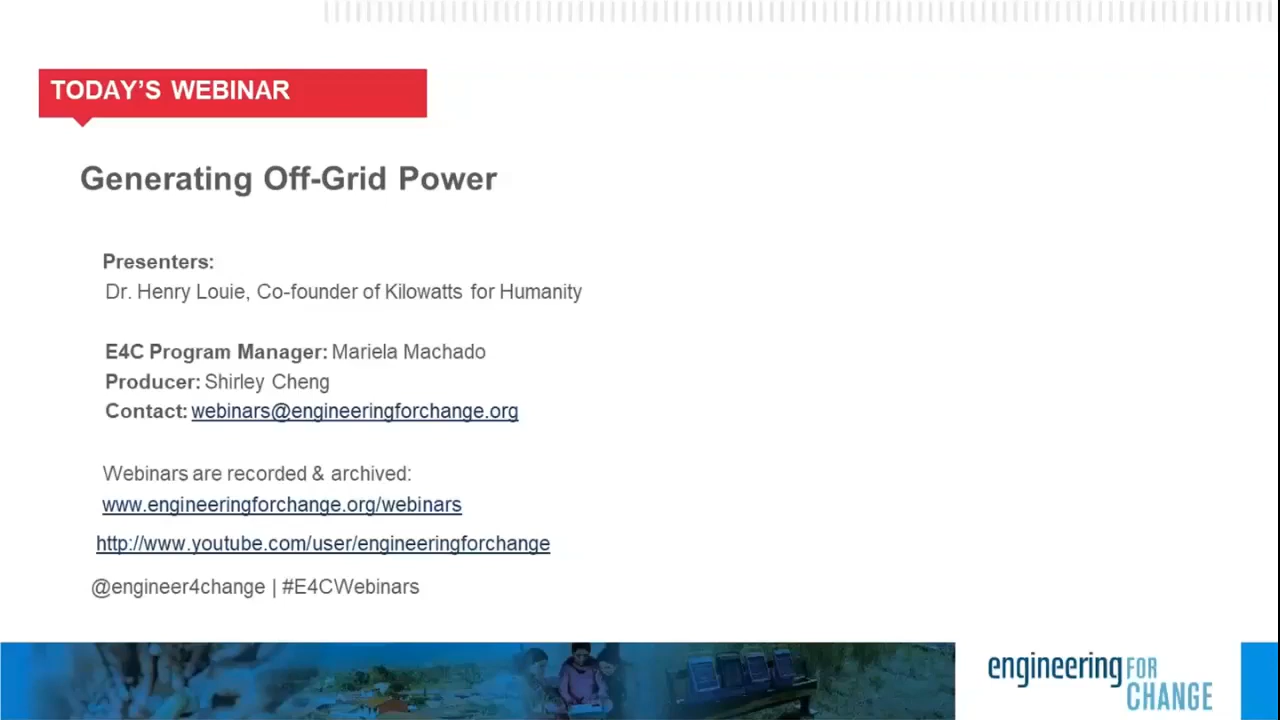 TODAY'S WEBINAR
Generating Off-Grid Power
Presenters:
Dr. Henry Louie, Co-founder of Kilowatts for Humanity
E4C Program Manager: Mariela Machado
Producer: Shirley Cheng
Contact: webinars@engineeringforchange.org
Webinars are recorded & archived:
www.engineeringforchange.org/webinars
http://www.youtube.com/user/engineeringforchange
@engineer4change | #E4CWebinars
engineering FOR
CHANGE